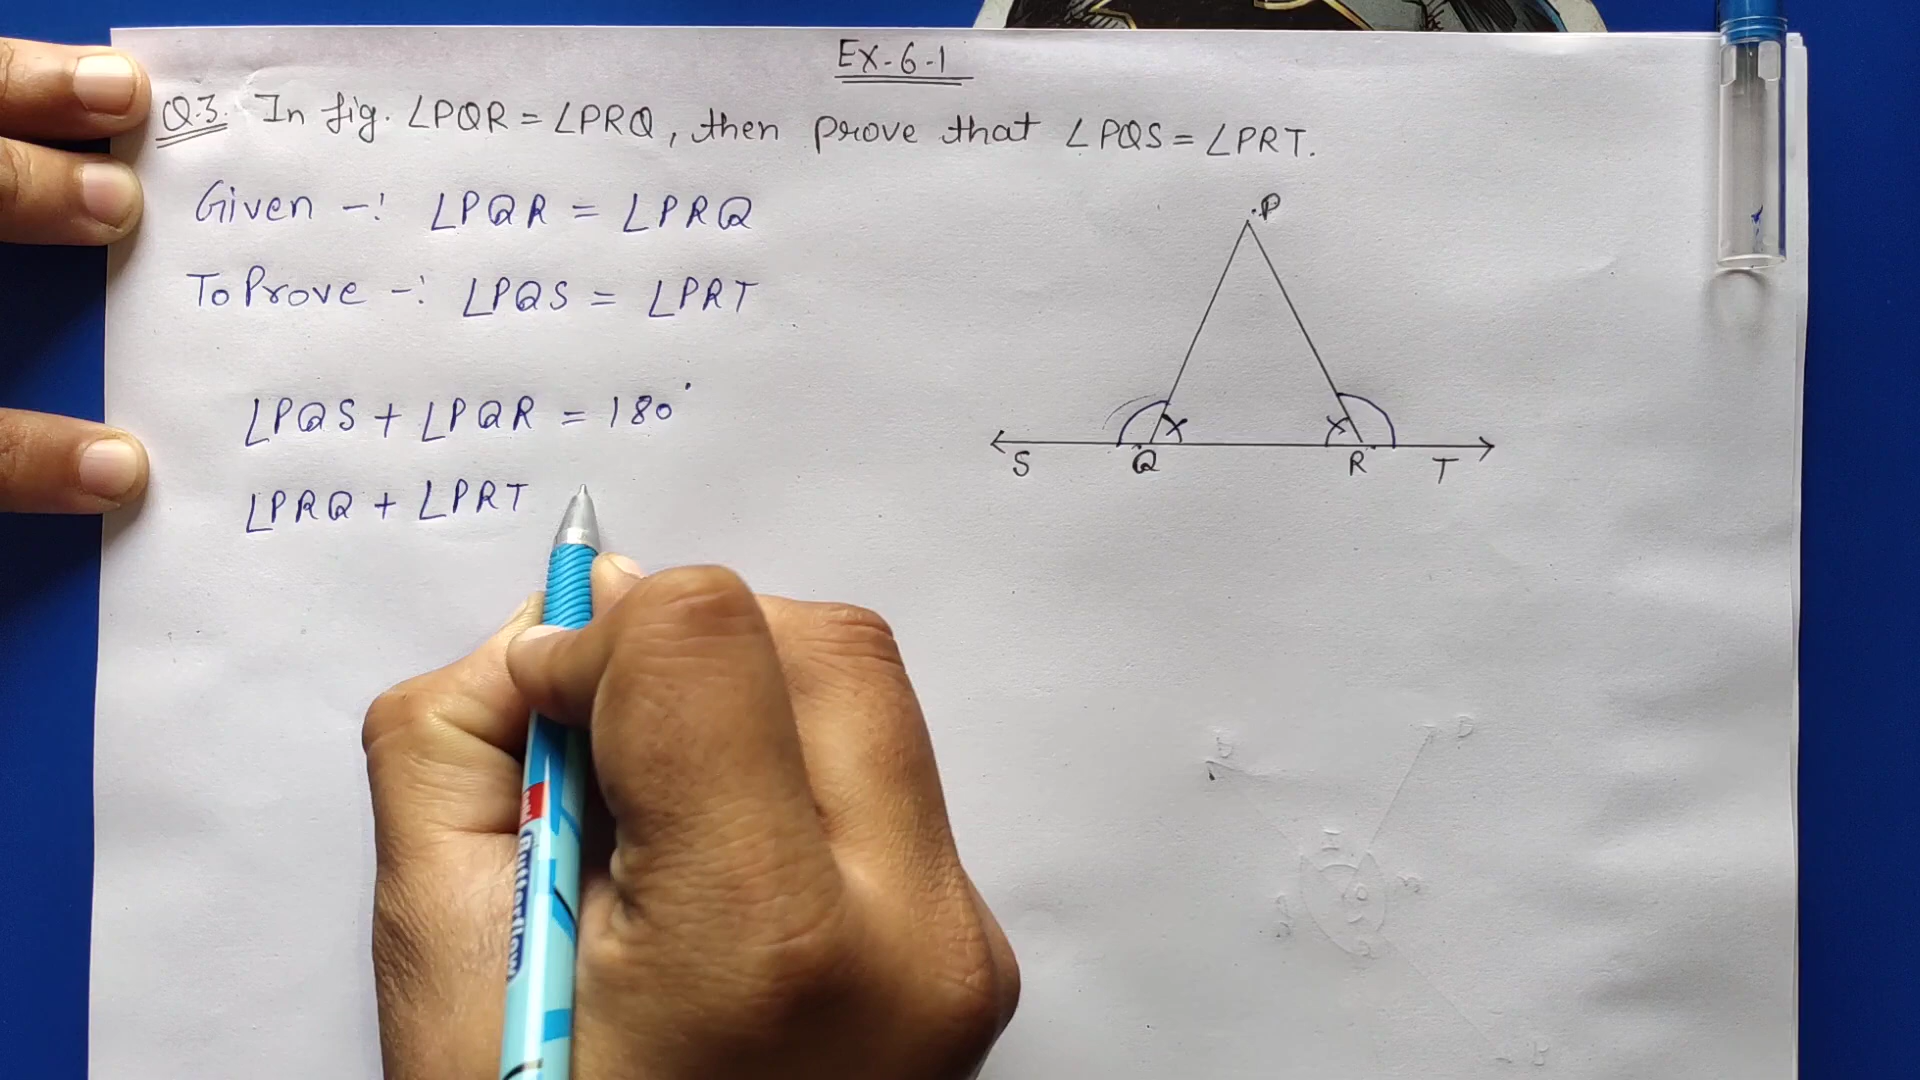 Ex-6-1
Q.3. In fig. ∠PQR = ∠PRQ, then prove that ∠PQS = ∠PRT.
Given -: ∠PQR = ∠PRQ
To Prove -: ∠PQS = ∠PRT
∠PQS + ∠PQR = 180°
∠PRQ + ∠PRT
P
x x
S Q R T
Butterflow